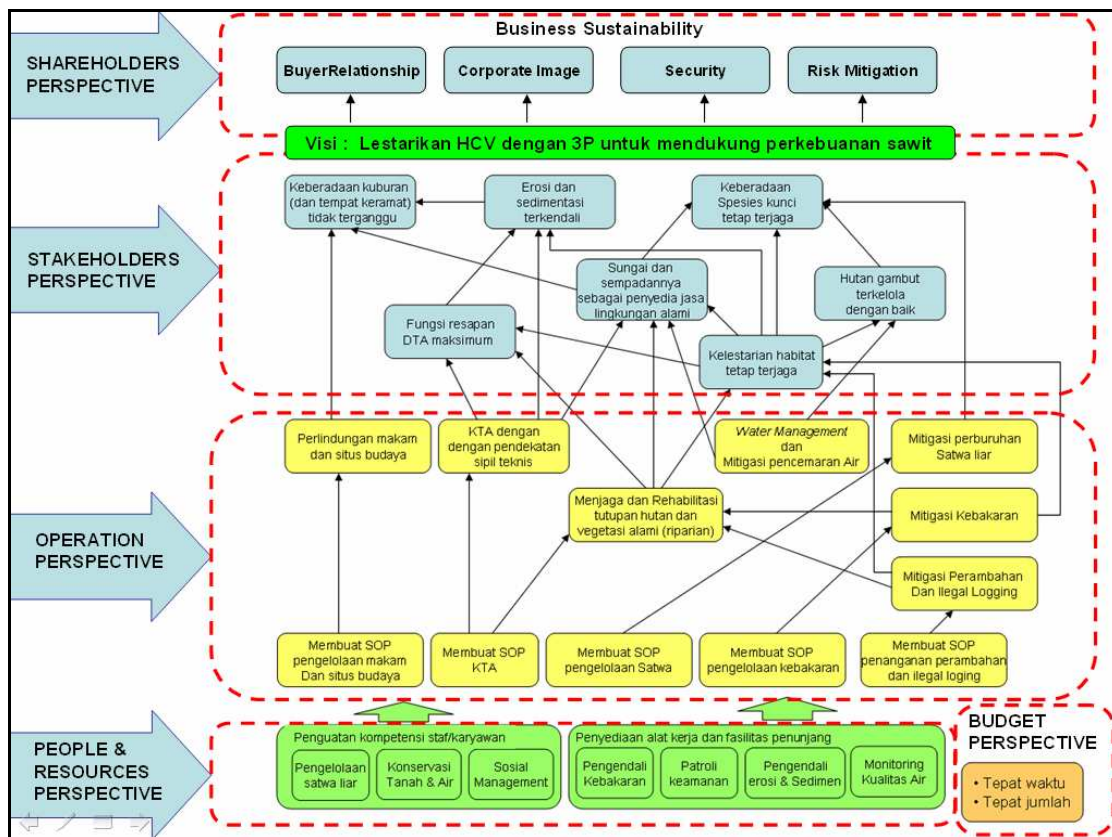 SHAREHOLDERS
PERSPECTIVE
Business Sustainability
BuyerRelationship
Corporate Image
Security
Risk Mitigation
Visi : Lestarikan HCV dengan 3P untuk mendukung perkebuanan sawit
STAKEHOLDERS
PERSPECTIVE
Keberadaan kuburan
(dan tempat keramat)
tidak terganggu
Erosi dan
sedimentasi
terkendali
Keberadaan
Spesies kunci
tetap terjaga
Sungai dan
sempadannya
sebagai penyedia jasa
lingkungan alami
Hutan gambut
terkelola
dengan baik
Fungsi resapan
DTA maksimum
Kelestarian habitat
tetap terjaga
OPERATION
PERSPECTIVE
Perlindungan makam
dan situs budaya
KTA dengan
dengan pendekatan
sipil teknis
Water Management
dan
Mitigasi pencemaran Air
Mitigasi perburuhan
Satwa liar
Menjaga dan Rehabilitasi
tutupan hutan dan
vegetasi alami (riparian)
Mitigasi Kebakaran
Mitigasi Perambahan
Dan Ilegal Logging
Membuat SOP
pengelolaan makam
Dan situs budaya
Membuat SOP
KTA
Membuat SOP
pengelolaan Satwa
Membuat SOP
pengelolaan kebakaran
Membuat SOP
penanganan perambahan
dan ilegal loging
PEOPLE &
RESOURCES
PERSPECTIVE
Penguatan kompetensi staf/karyawan
Pengelolaan
satwa liar
Konservasi
Tanah & Air
Sosial
Management
Penyediaan alat kerja dan fasilitas penunjang
Pengendali
Kebakaran
Patroli
keamanan
Pengendali
erosi & Sedimen
Monitoring
Kualitas Air
BUDGET
PERSPECTIVE
• Tepat waktu
• Tepat jumlah